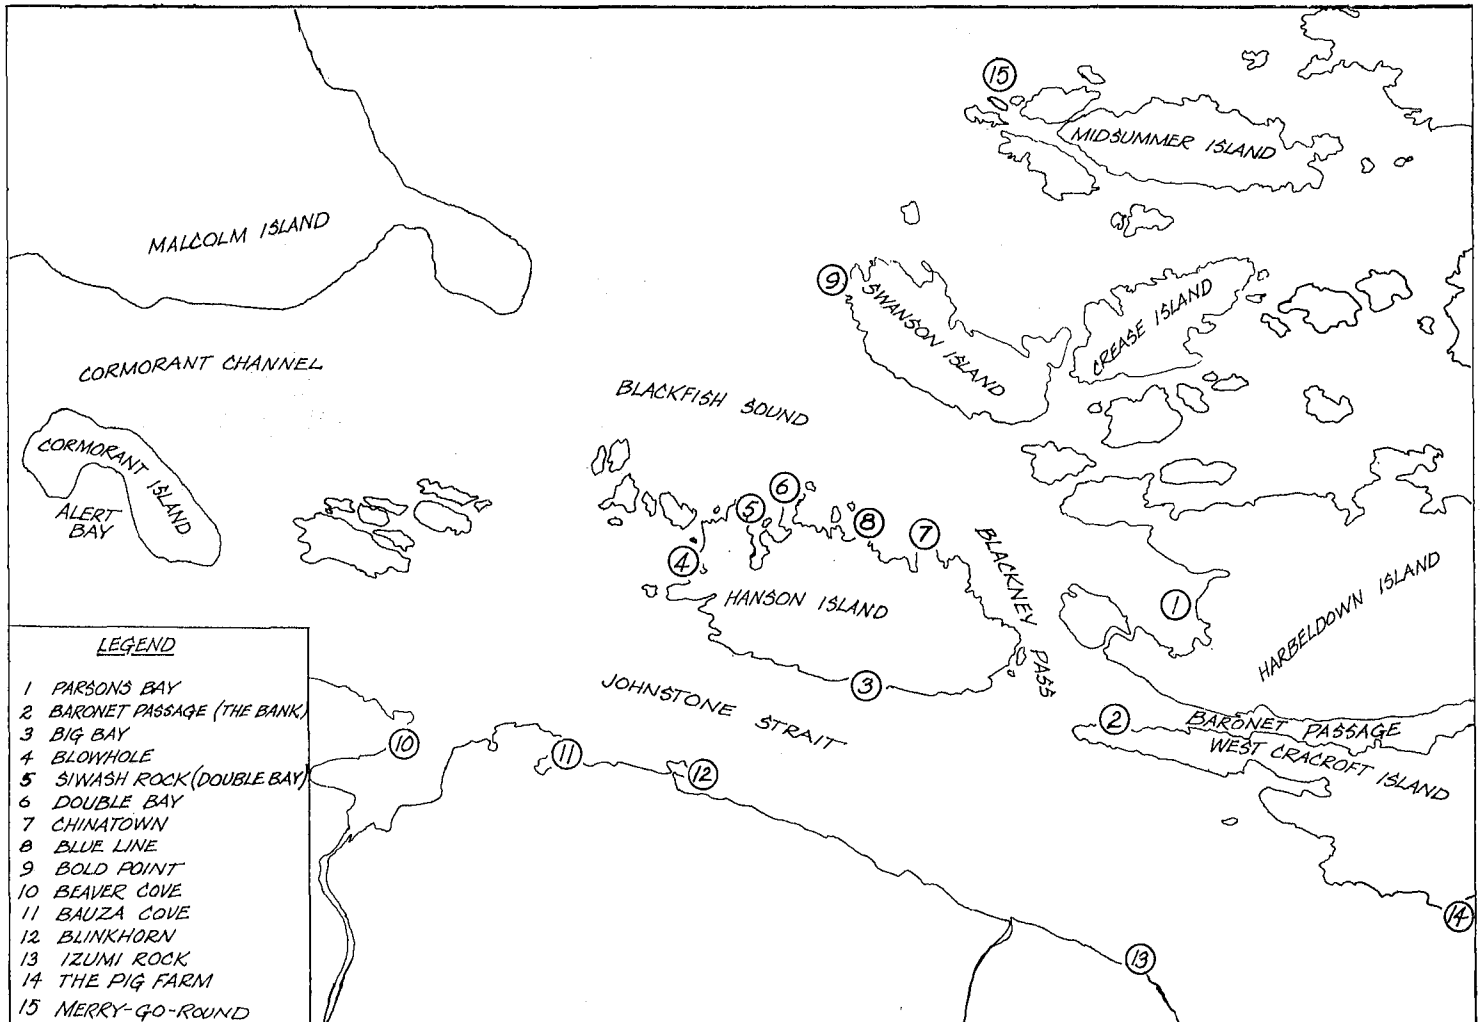 15
MIDSUMMER ISLAND
MALCOLM ISLAND
9
SWANSON ISLAND
CREASE ISLAND
CORMORANT CHANNEL
BLACKFISH SOUND
CORMORANT ISLAND
ALERT
BAY
6
5
8
7
4
BLACKNEY PASS
HANSON ISLAND
1
HARBELDOWN ISLAND
3
JOHNSTONE STRAIT
2
BARONET PASSAGE
WEST CRACROFT ISLAND
10
11
12
14
13
LEGEND
1 PARSONS BAY
2 BARONET PASSAGE (THE BANK)
3 BIG BAY
4 BLOWHOLE
5 SIWASH ROCK (DOUBLE BAY)
6 DOUBLE BAY
7 CHINATOWN
8 BLUE LINE
9 BOLD POINT
10 BEAVER COVE
11 BAUZA COVE
12 BLINKHORN
13 IZUMI ROCK
14 THE PIG FARM
15 MERRY-GO-ROUND